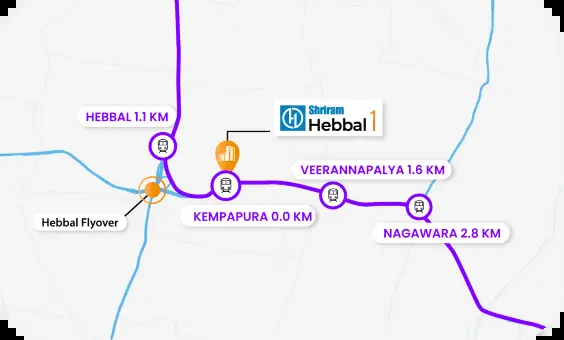 HEBBAL 1.1 KM
Shriram
Hebbal 1
VEERANNAPALYA 1.6 KM
KEMPAPURA 0.0 KM
Hebbal Flyover
NAGAWARA 2.8 KM